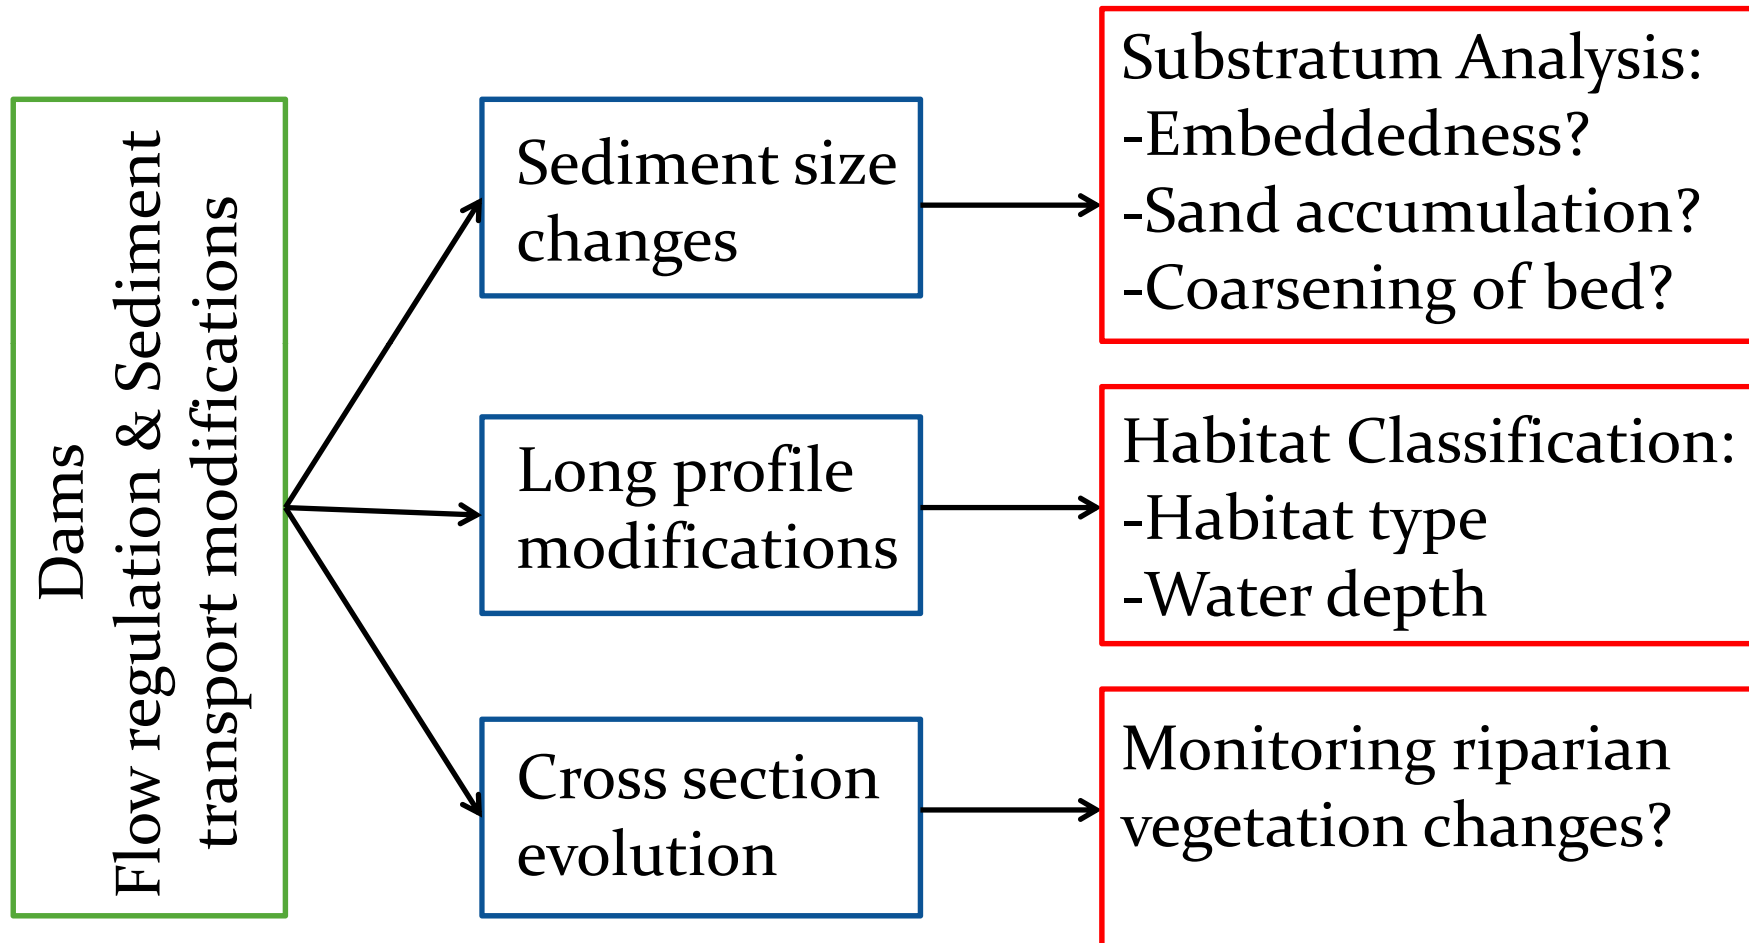 Dams
Flow regulation & Sediment
transport modifications
Sediment size
changes
Substratum Analysis:
-Embeddedness?
-Sand accumulation?
-Coarsening of bed?
Long profile
modifications
Habitat Classification:
-Habitat type
-Water depth
Cross section
evolution
Monitoring riparian
vegetation changes?